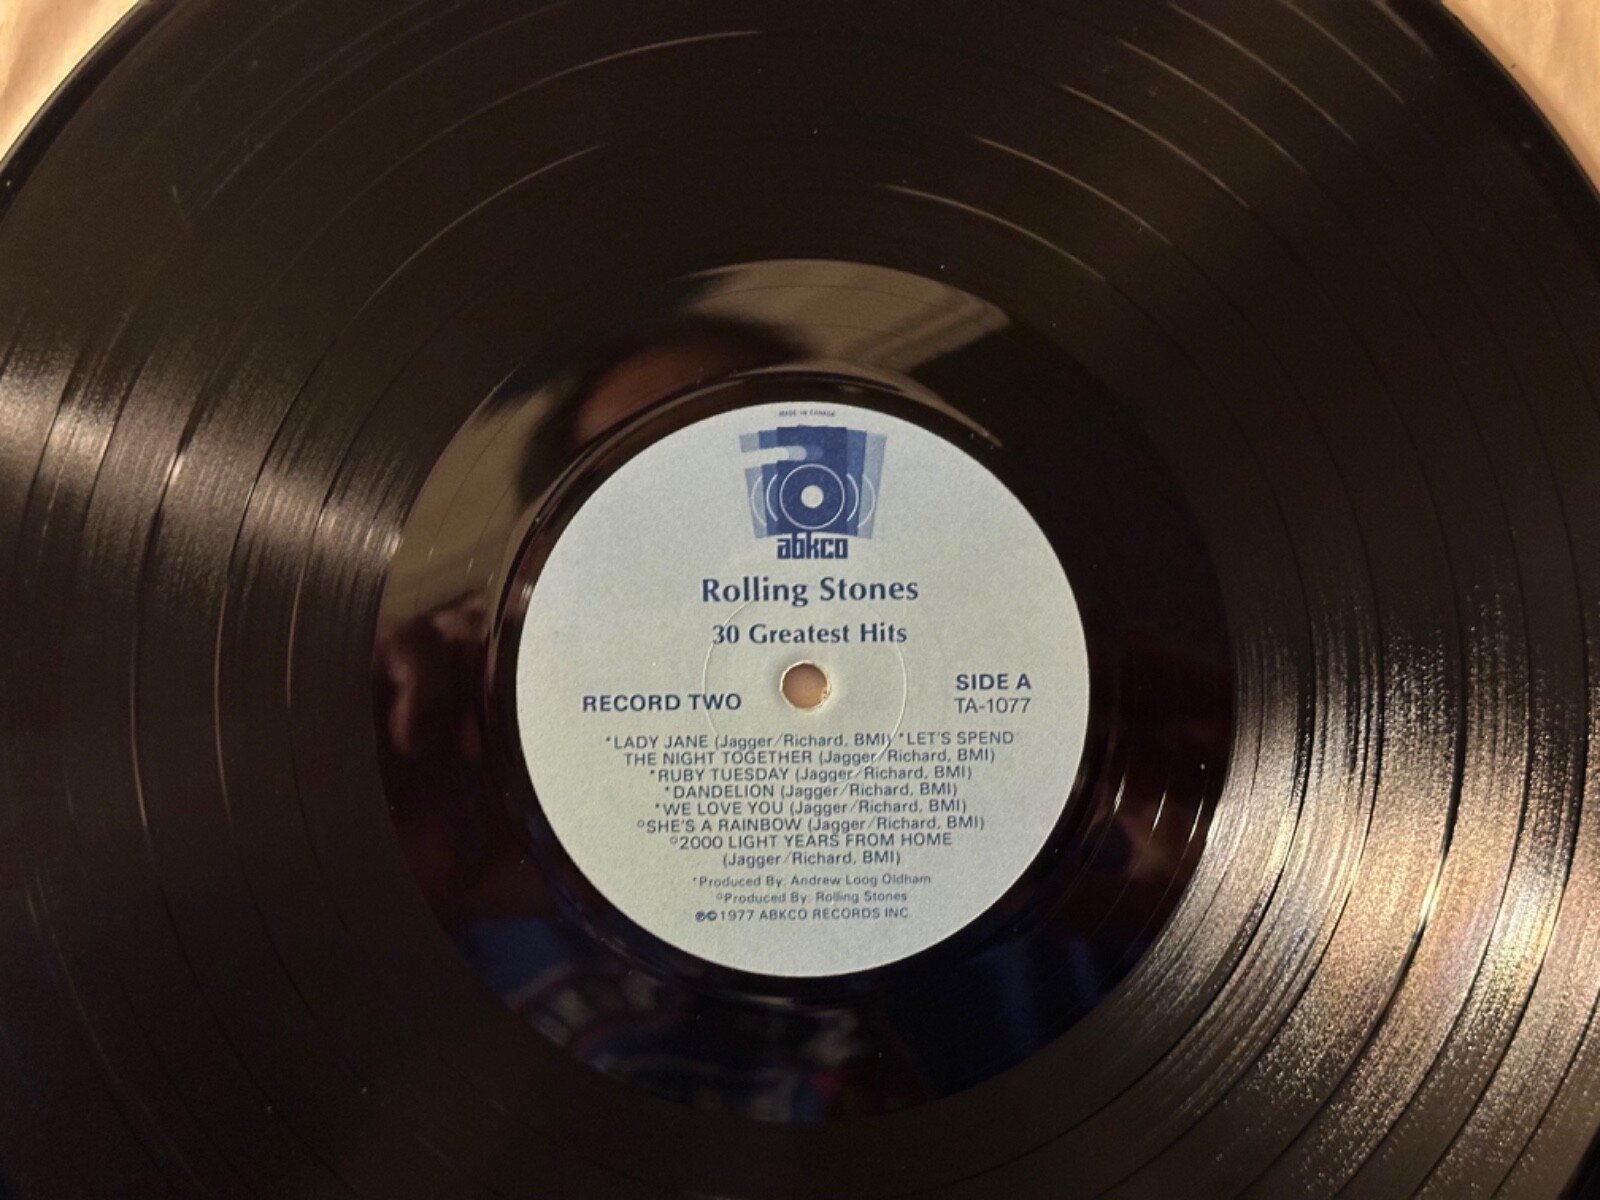 MADE IN CANADA
abkco
Rolling Stones
30 Greatest Hits
RECORD TWO
SIDE A
TA-1077
*LADY JANE (Jagger/Richard, BMI) *LET'S SPEND
THE NIGHT TOGETHER (Jagger/Richard, BMI)
*RUBY TUESDAY (Jagger/Richard, BMI)
*DANDELION (Jagger/Richard, BMI)
*WE LOVE YOU (Jagger/Richard, BMI)
°SHE'S A RAINBOW (Jagger/Richard, BMI)
°2000 LIGHT YEARS FROM HOME
(Jagger/Richard, BMI)
*Produced By: Andrew Loog Oldham
°Produced By: Rolling Stones
℗©1977 ABKCO RECORDS INC.